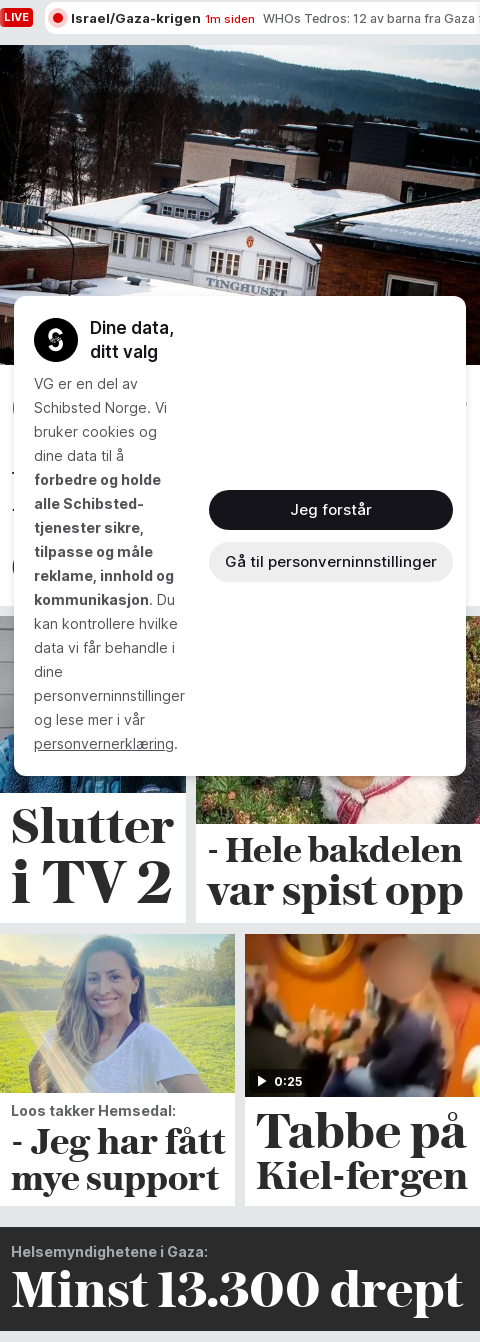 LIVE
Israel/Gaza-krigen 1m siden WHOs Tedros: 12 av barna fra Gaza
TINGHUSET
Dine data,
ditt valg
VG er en del av
Schibsted Norge. Vi
bruker cookies og
dine data til å
forbedre og holde
alle Schibsted-
tjenester sikre,
tilpasse og måle
reklame, innhold og
kommunikasjon. Du
kan kontrollere hvilke
data vi får behandle i
dine
personverninnstillinger
og lese mer i vår
personvernerklæring.
Jeg forstår
Gå til personverninnstillinger
Slutter
i TV 2
- Hele bakdelen
var spist opp
Loos takker Hemsedal:
- Jeg har fått
mye support
0:25
Tabbe på
Kiel-fergen
Helsemyndighetene i Gaza:
Minst 13.300 drept